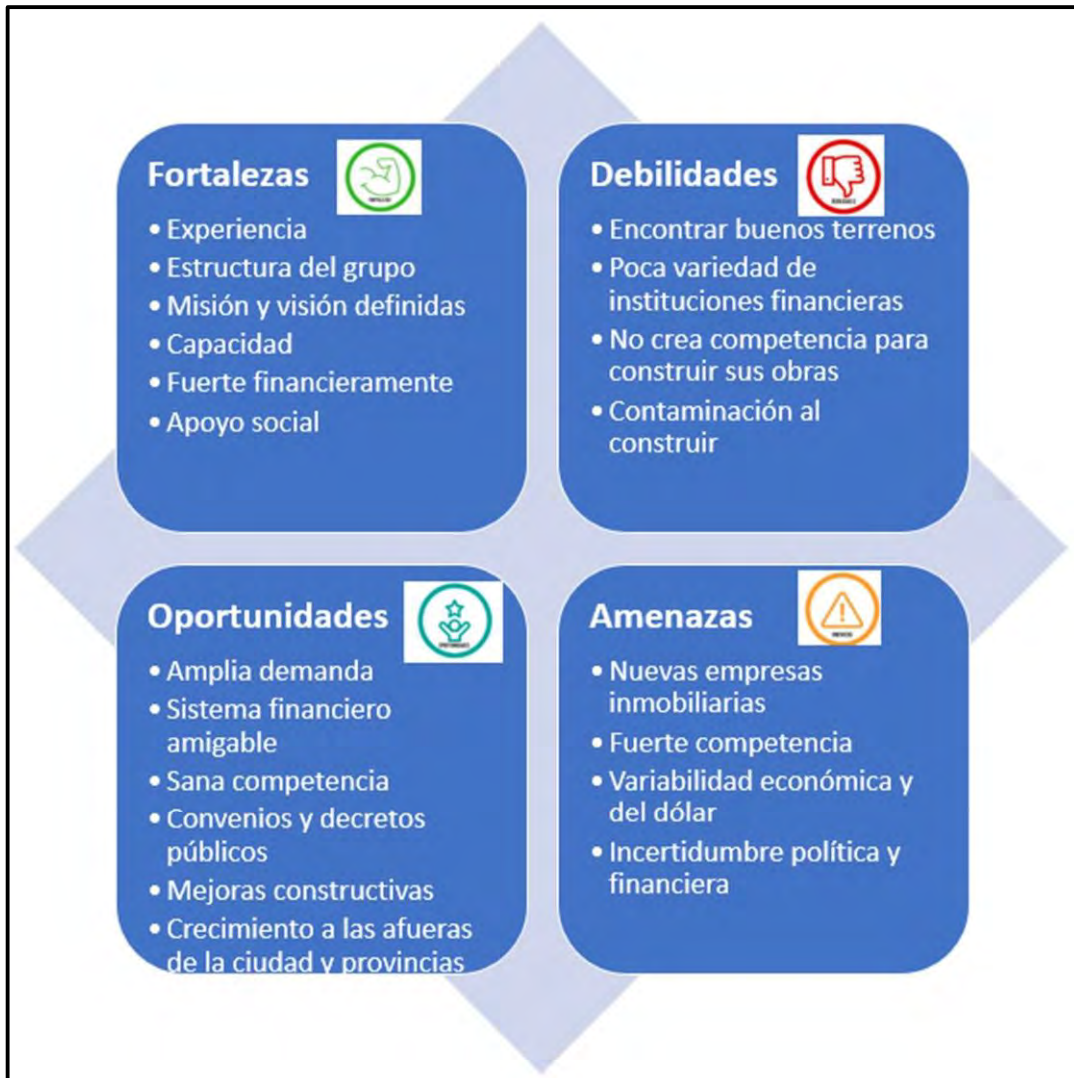 Fortalezas
FORTALEZAS
• Experiencia
• Estructura del grupo
• Misión y visión definidas
• Capacidad
• Fuerte financieramente
• Apoyo social
Debilidades
• Encontrar buenos terrenos
• Poca variedad de
instituciones financieras
• No crea competencia para
construir sus obras
• Contaminación al
construir
Oportunidades
OPORTUNIDADES
• Amplia demanda
• Sistema financiero
amigable
• Sana competencia
• Convenios y decretos
públicos
• Mejoras constructivas
• Crecimiento a las afueras
de la ciudad y provincias
Amenazas
AMENAZAS
• Nuevas empresas
inmobiliarias
• Fuerte competencia
• Variabilidad económica y
del dólar
• Incertidumbre política y
financiera